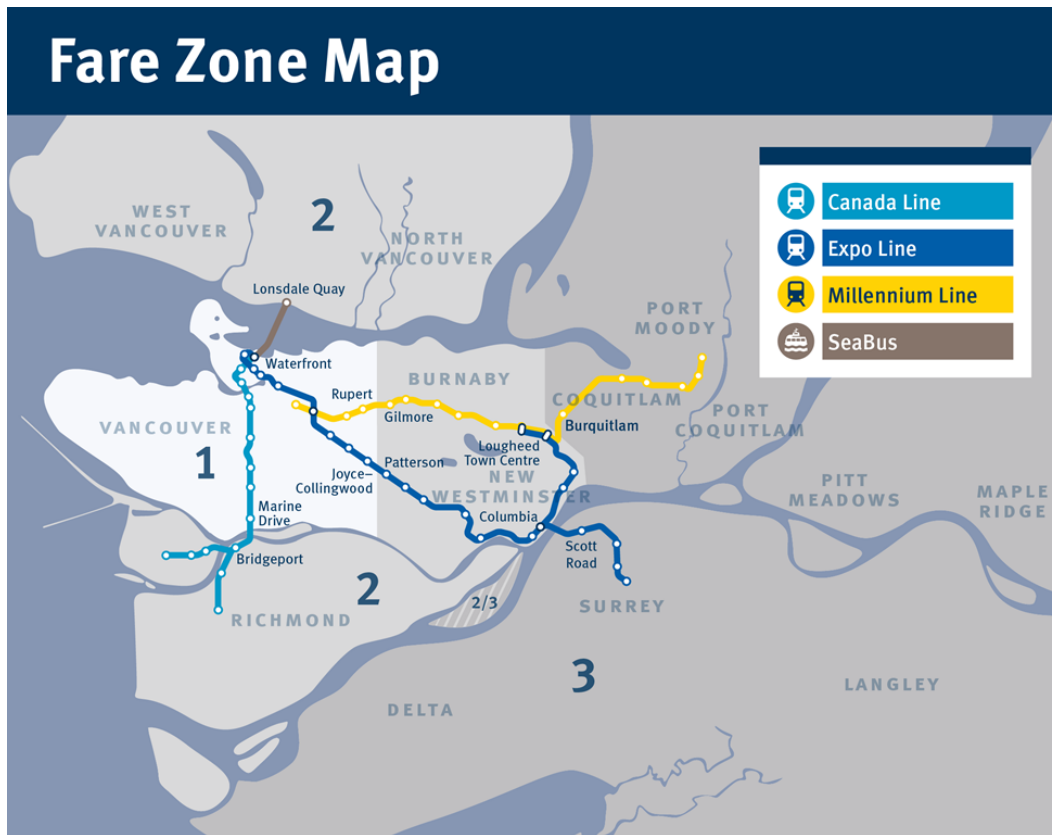 Fare Zone Map
Canada Line
Expo Line
Millennium Line
SeaBus
WEST
VANCOUVER
2
NORTH
VANCOUVER
Lonsdale Quay
PORT
MOODY
Waterfront
BURNABY
Rupert
Gilmore
COQUITLAM
PORT
COQUITLAM
Burquitlam
VANCOUVER
1
Lougheed
Town Centre
Patterson
Joyce–
Collingwood
NEW
WESTMINSTER
PITT
MEADOWS
MAPLE
RIDGE
Marine
Drive
Columbia
Scott
Road
Bridgeport
2
2/3
RICHMOND
SURREY
3
LANGLEY
DELTA